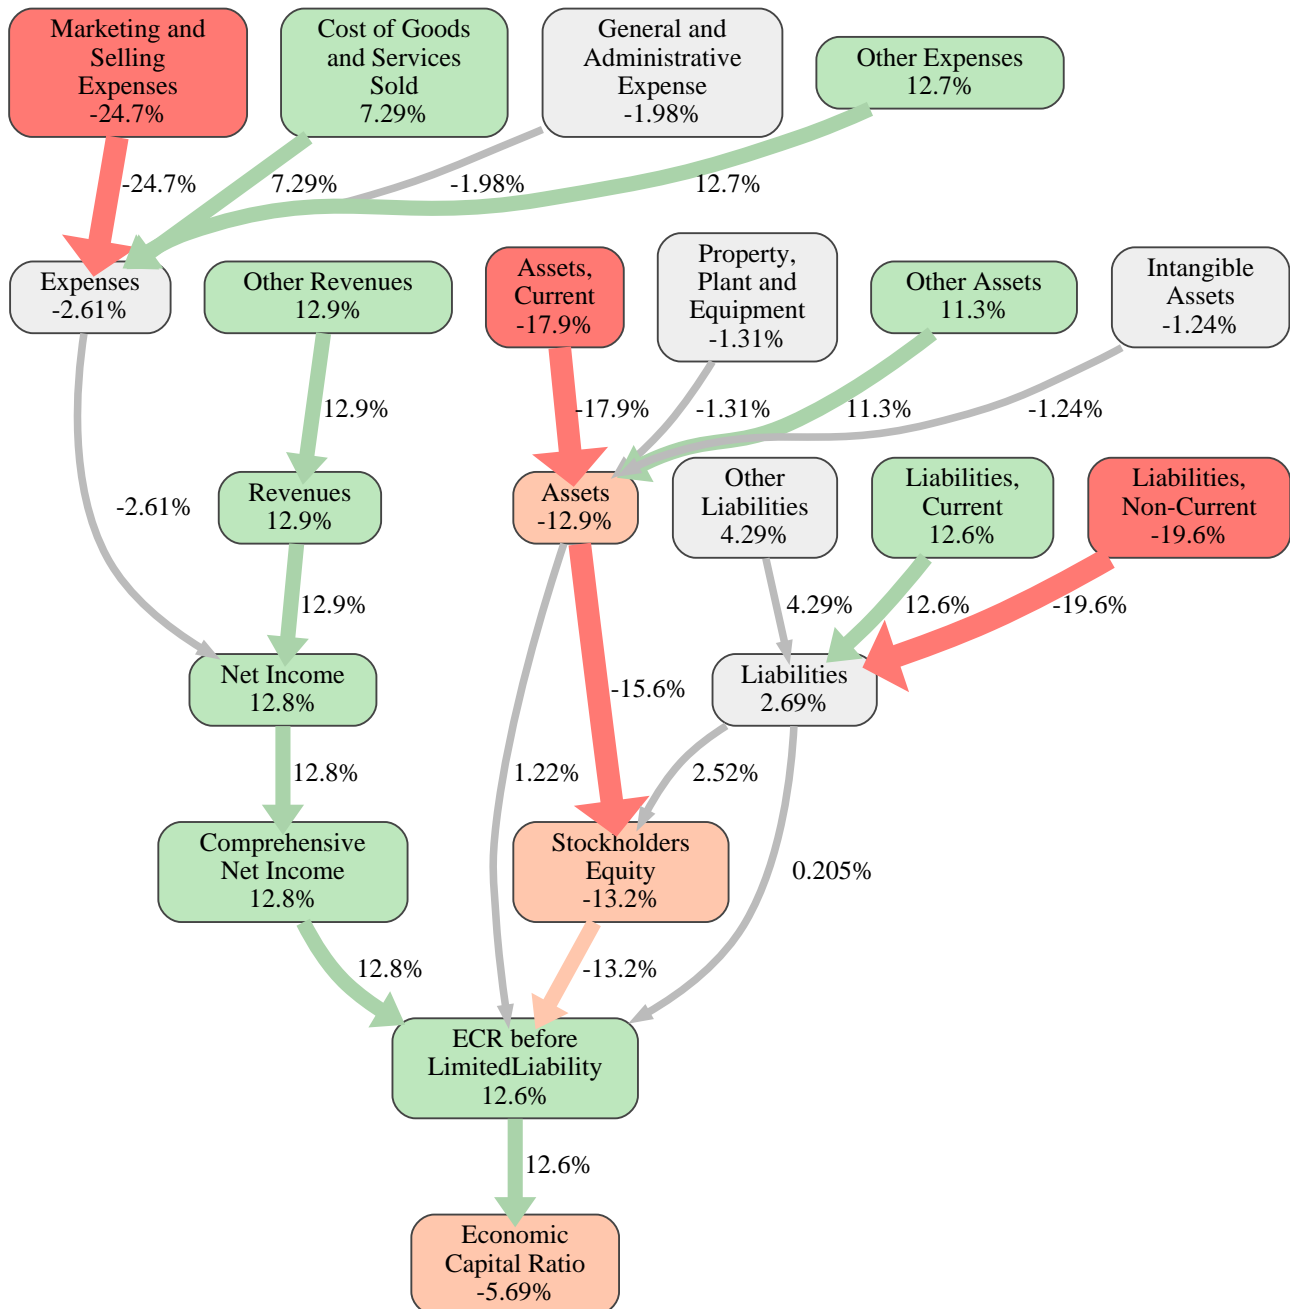 Marketing and
Selling
Expenses
-24.7%
Cost of Goods
and Services
Sold
7.29%
General and
Administrative
Expense
-1.98%
Other Expenses
12.7%
-24.7%
7.29%
-1.98%
12.7%
Expenses
-2.61%
Other Revenues
12.9%
Assets,
Current
-17.9%
Property,
Plant and
Equipment
-1.31%
Other Assets
11.3%
Intangible
Assets
-1.24%
12.9%
-17.9%
-1.31%
11.3%
-1.24%
-2.61%
Revenues
12.9%
Assets
-12.9%
Other
Liabilities
4.29%
Liabilities,
Current
12.6%
Liabilities,
Non-Current
-19.6%
12.9%
4.29%
12.6%
-19.6%
Net Income
12.8%
-15.6%
Liabilities
2.69%
12.8%
1.22%
2.52%
Comprehensive
Net Income
12.8%
Stockholders
Equity
-13.2%
0.205%
12.8%
-13.2%
ECR before
LimitedLiability
12.6%
12.6%
Economic
Capital Ratio
-5.69%